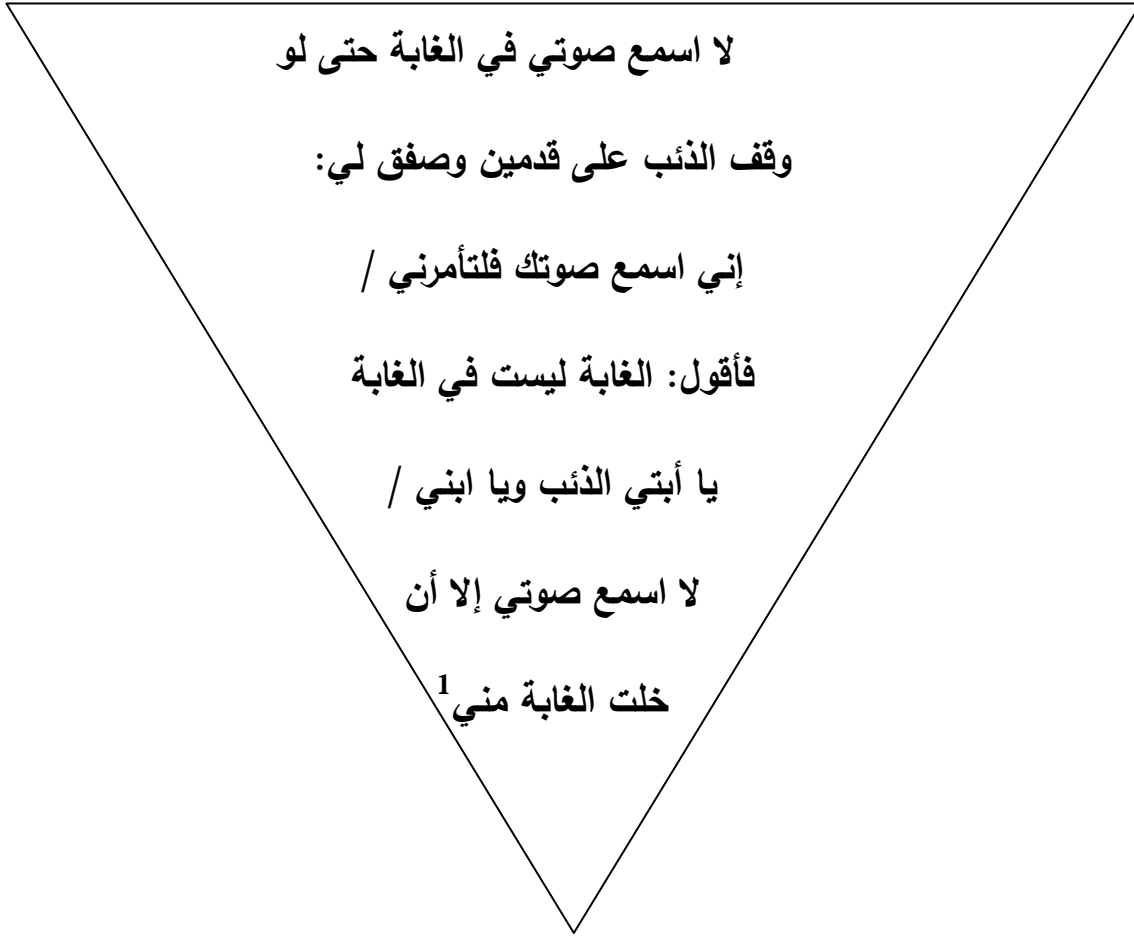 لا اسمع صوتي في الغابة حتى لو
وقف الذئب على قدمين وصفق لي:
إني اسمع صوتك فلتأمرني /
فأقول: الغابة ليست في الغابة
يا أبتي الذئب ويا ابني /
لا اسمع صوتي إلا أن
خلت الغابة مني1